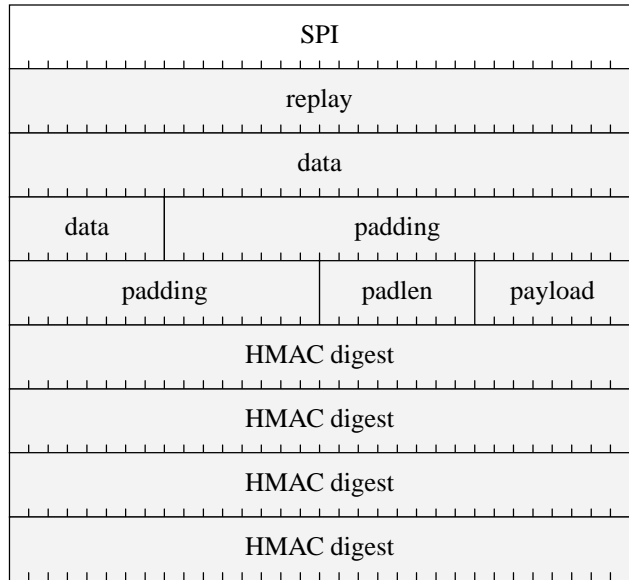 SPI
replay
data
data padding
padding padlen payload
HMAC digest
HMAC digest
HMAC digest
HMAC digest